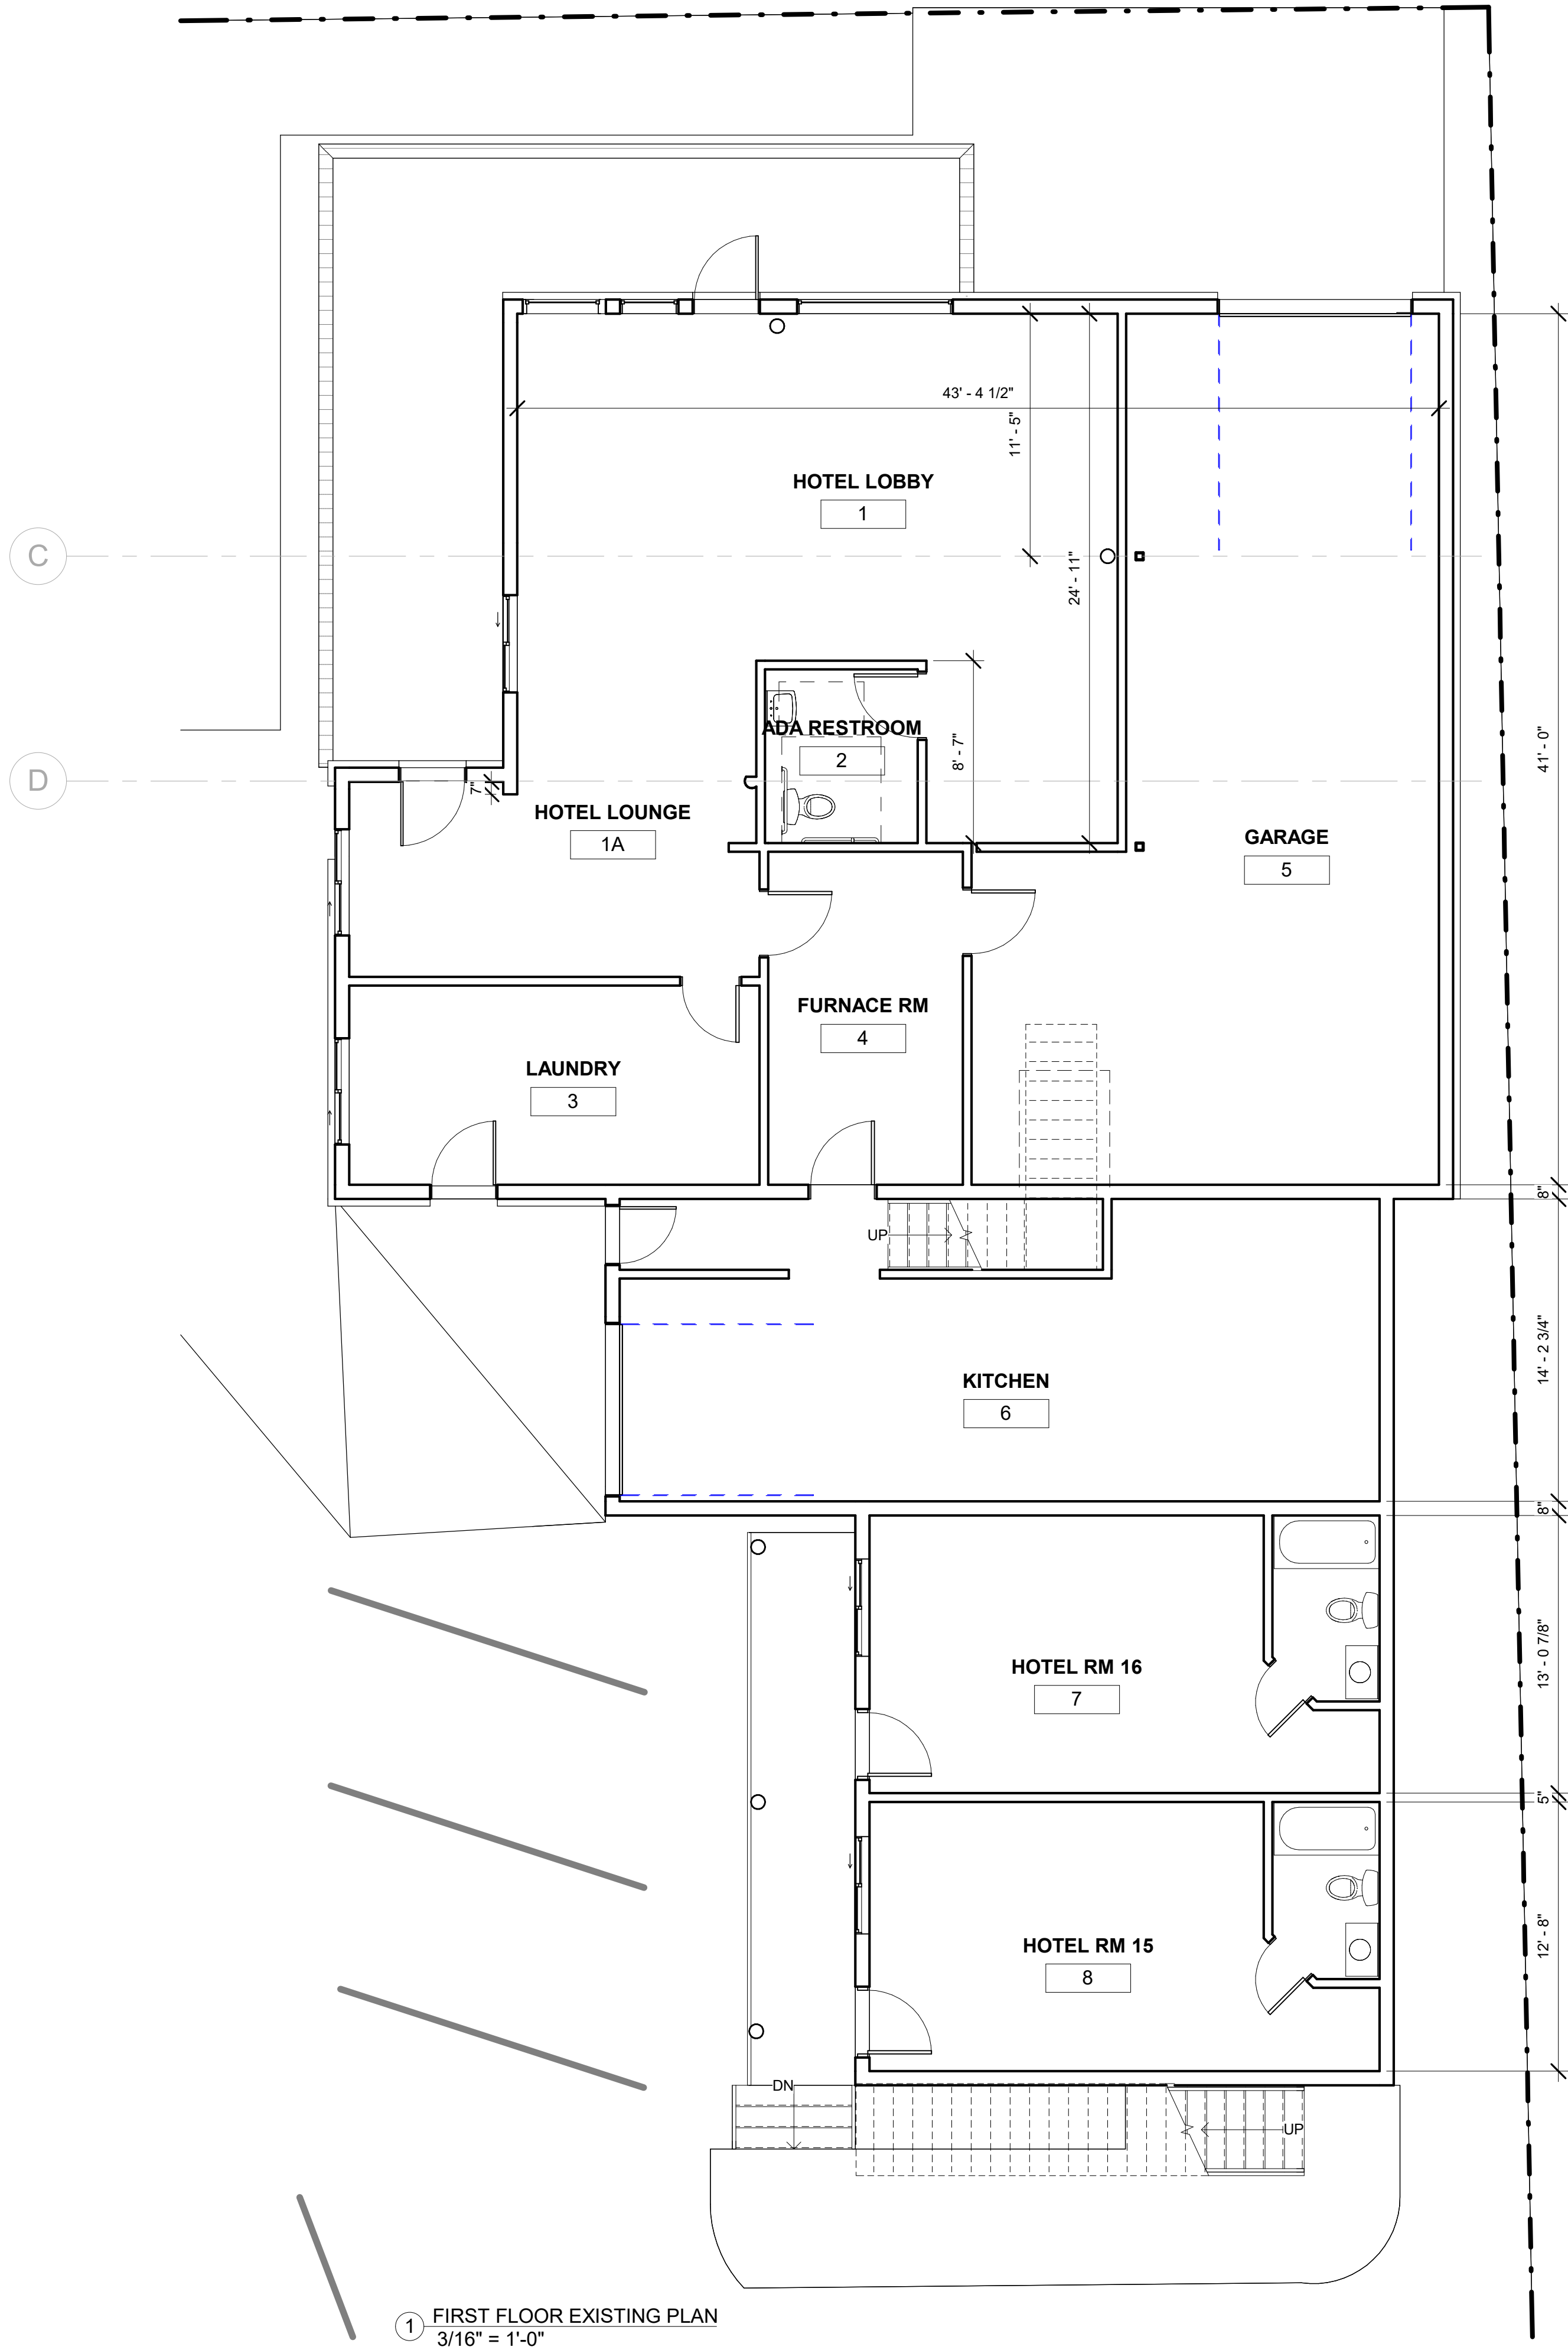 43' - 4 1/2"
11' - 5"
HOTEL LOBBY
1
C
24' - 11"
ADA RESTROOM
2
8' - 7"
41' - 0"
D
7"
HOTEL LOUNGE
1A
GARAGE
5
FURNACE RM
4
LAUNDRY
3
8"
UP
14' - 2 3/4"
KITCHEN
6
8"
HOTEL RM 16
7
13' - 0 7/8"
5"
HOTEL RM 15
8
12' - 8"
DN
UP
1
FIRST FLOOR EXISTING PLAN
3/16" = 1'-0"